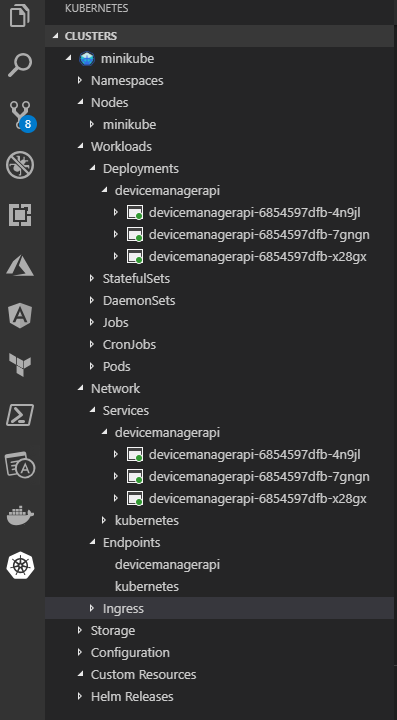 KUBERNETES
CLUSTERS
minikube
Namespaces
Nodes
minikube
Workloads
Deployments
devicemanagerapi
devicemanagerapi-6854597dfb-4n9jl
devicemanagerapi-6854597dfb-7gngn
devicemanagerapi-6854597dfb-x28gx
StatefulSets
DaemonSets
Jobs
CronJobs
Pods
Network
Services
devicemanagerapi
devicemanagerapi-6854597dfb-4n9jl
devicemanagerapi-6854597dfb-7gngn
devicemanagerapi-6854597dfb-x28gx
kubernetes
Endpoints
devicemanagerapi
kubernetes
Ingress
Storage
Configuration
Custom Resources
Helm Releases
8